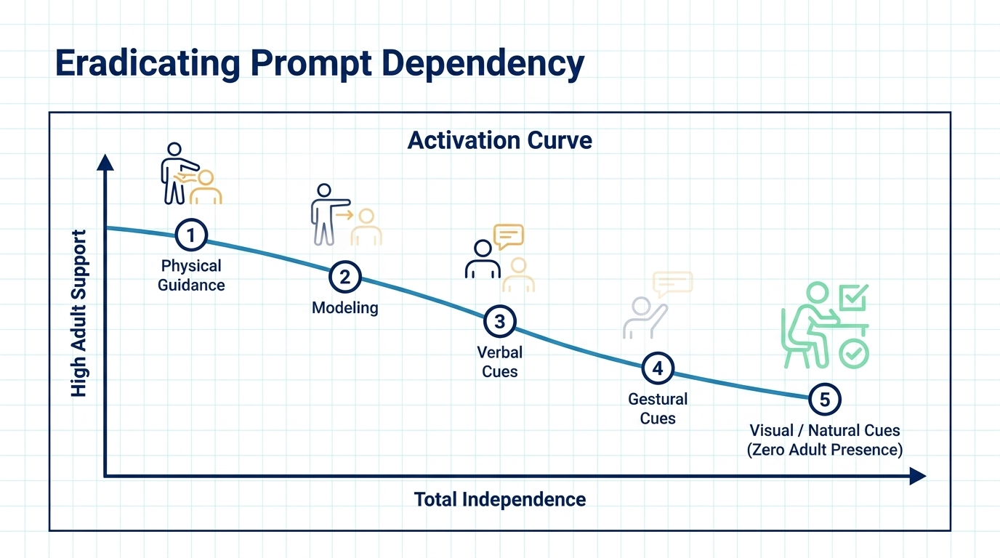 Eradicating Prompt Dependency
Activation Curve
High Adult Support
1
Physical
Guidance
2
Modeling
3
Verbal
Cues
4
Gestural
Cues
5
Visual / Natural Cues
(Zero Adult Presence)
Total Independence